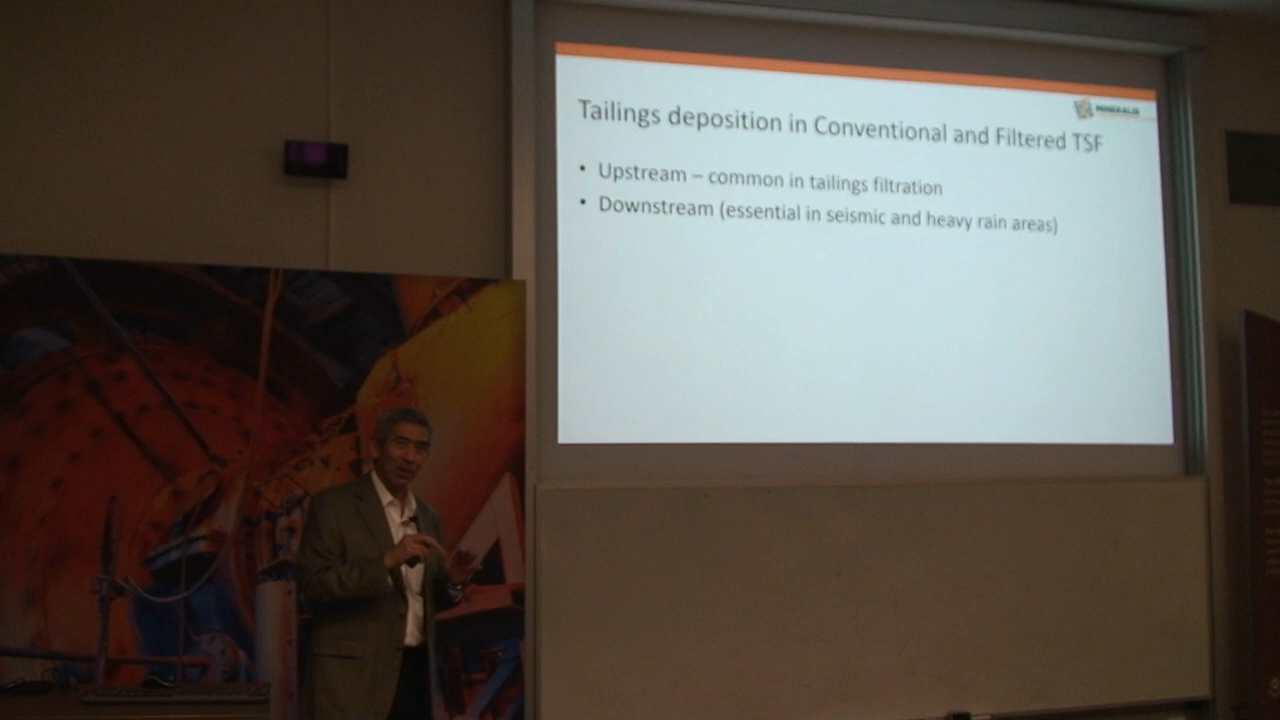 MINERALIS
Tailings deposition in Conventional and Filtered TSF
• Upstream – common in tailings filtration
• Downstream (essential in seismic and heavy rain areas)